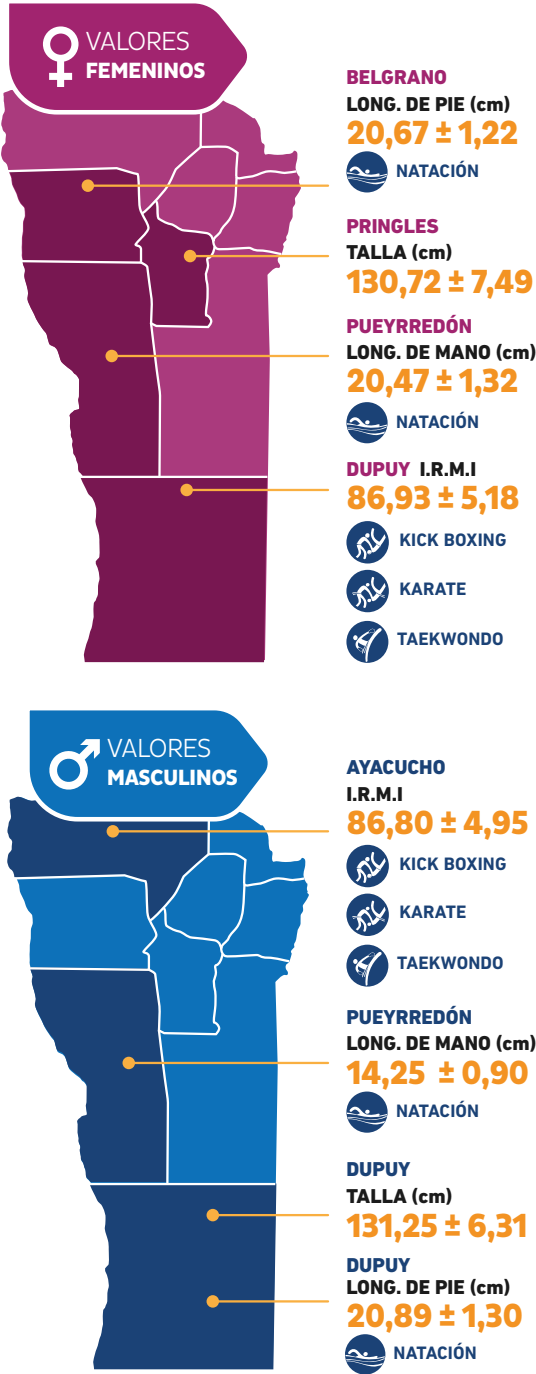 VALORES
FEMENINOS
BELGRANO
LONG. DE PIE (cm)
20,67 ± 1,22
NATACIÓN
PRINGLES
TALLA (cm)
130,72 ± 7,49
PUEYRREDÓN
LONG. DE MANO (cm)
20,47 ± 1,32
NATACIÓN
DUPUY I.R.M.I
86,93 ± 5,18
KICK BOXING
KARATE
TAEKWONDO
VALORES
MASCULINOS
AYACUCHO
I.R.M.I
86,80 ± 4,95
KICK BOXING
KARATE
TAEKWONDO
PUEYRREDÓN
LONG. DE MANO (cm)
14,25 ± 0,90
NATACIÓN
DUPUY
TALLA (cm)
131,25 ± 6,31
DUPUY
LONG. DE PIE (cm)
20,89 ± 1,30
NATACIÓN